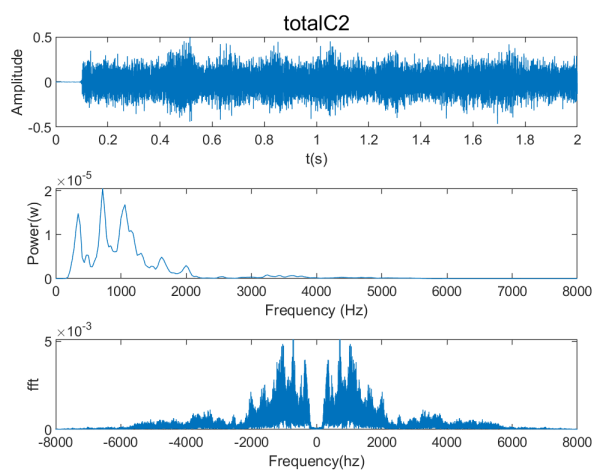 totalC2
0.5
0
-0.5
Amplitude
0 0.2 0.4 0.6 0.8 1 1.2 1.4 1.6 1.8 2
t(s)
×10⁻⁵
2
1
0
Power(w)
0 1000 2000 3000 4000 5000 6000 7000 8000
Frequency (Hz)
×10⁻³
5
0
fft
-8000 -6000 -4000 -2000 0 2000 4000 6000 8000
Frequency(hz)